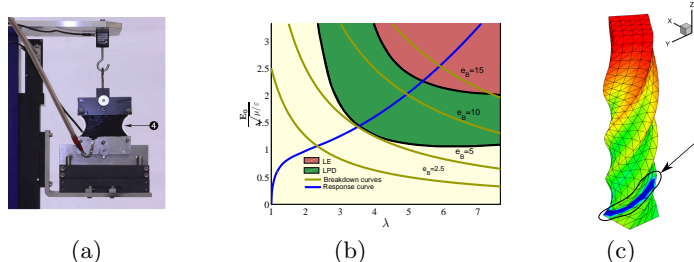 4
3
2.5
2
1.5
1
0.5
0
E₀
√μ/ε
e_B=15
e_B=10
e_B=5
e_B=2.5
LE
LPD
Breakdown curves
Response curve
1 2 3 4 5 6 7
λ
Z
X
Y
(a) (b) (c)